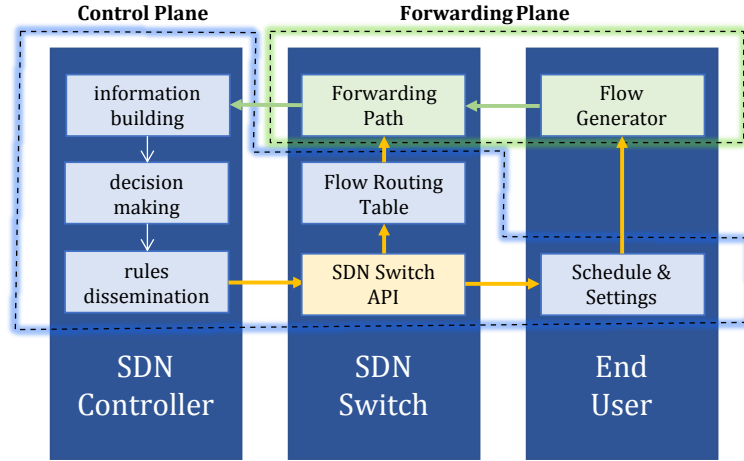 Control Plane
Forwarding Plane
information
building
Forwarding
Path
Flow
Generator
decision
making
Flow Routing
Table
rules
dissemination
SDN Switch
API
Schedule &
Settings
SDN
Controller
SDN
Switch
End
User